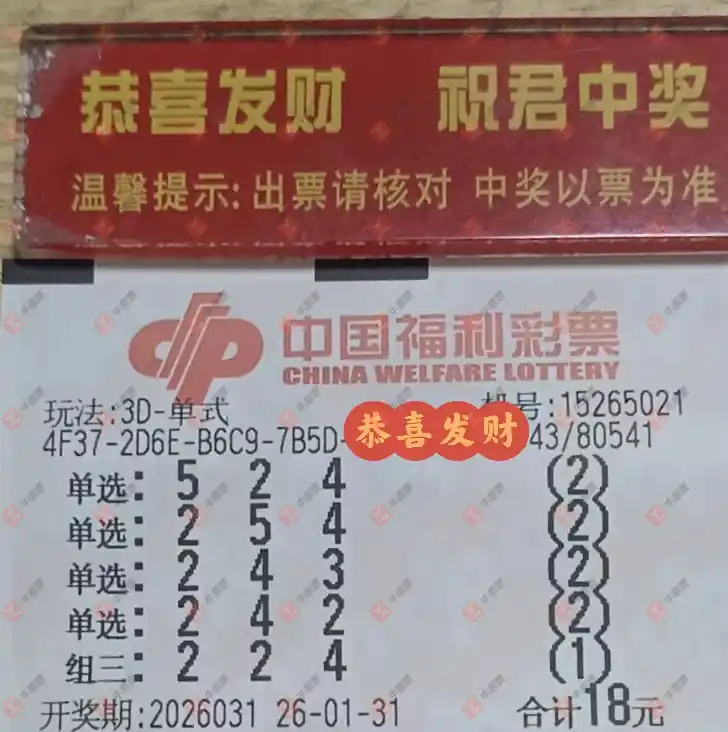 恭喜发财 祝君中奖
温馨提示:出票请核对 中奖以票为准
中国福利彩票
CHINA WELFARE LOTTERY
玩法:3D-单式 机号:15265021
4F37-2D6E-B6C9-7B5D- 恭喜发财 43/80541
单选: 5 2 4 (2)
单选: 2 5 4 (2)
单选: 2 4 3 (2)
单选: 2 4 2 (2)
组三: 2 2 4 (1)
开奖期:2026031 26-01-31 合计18元